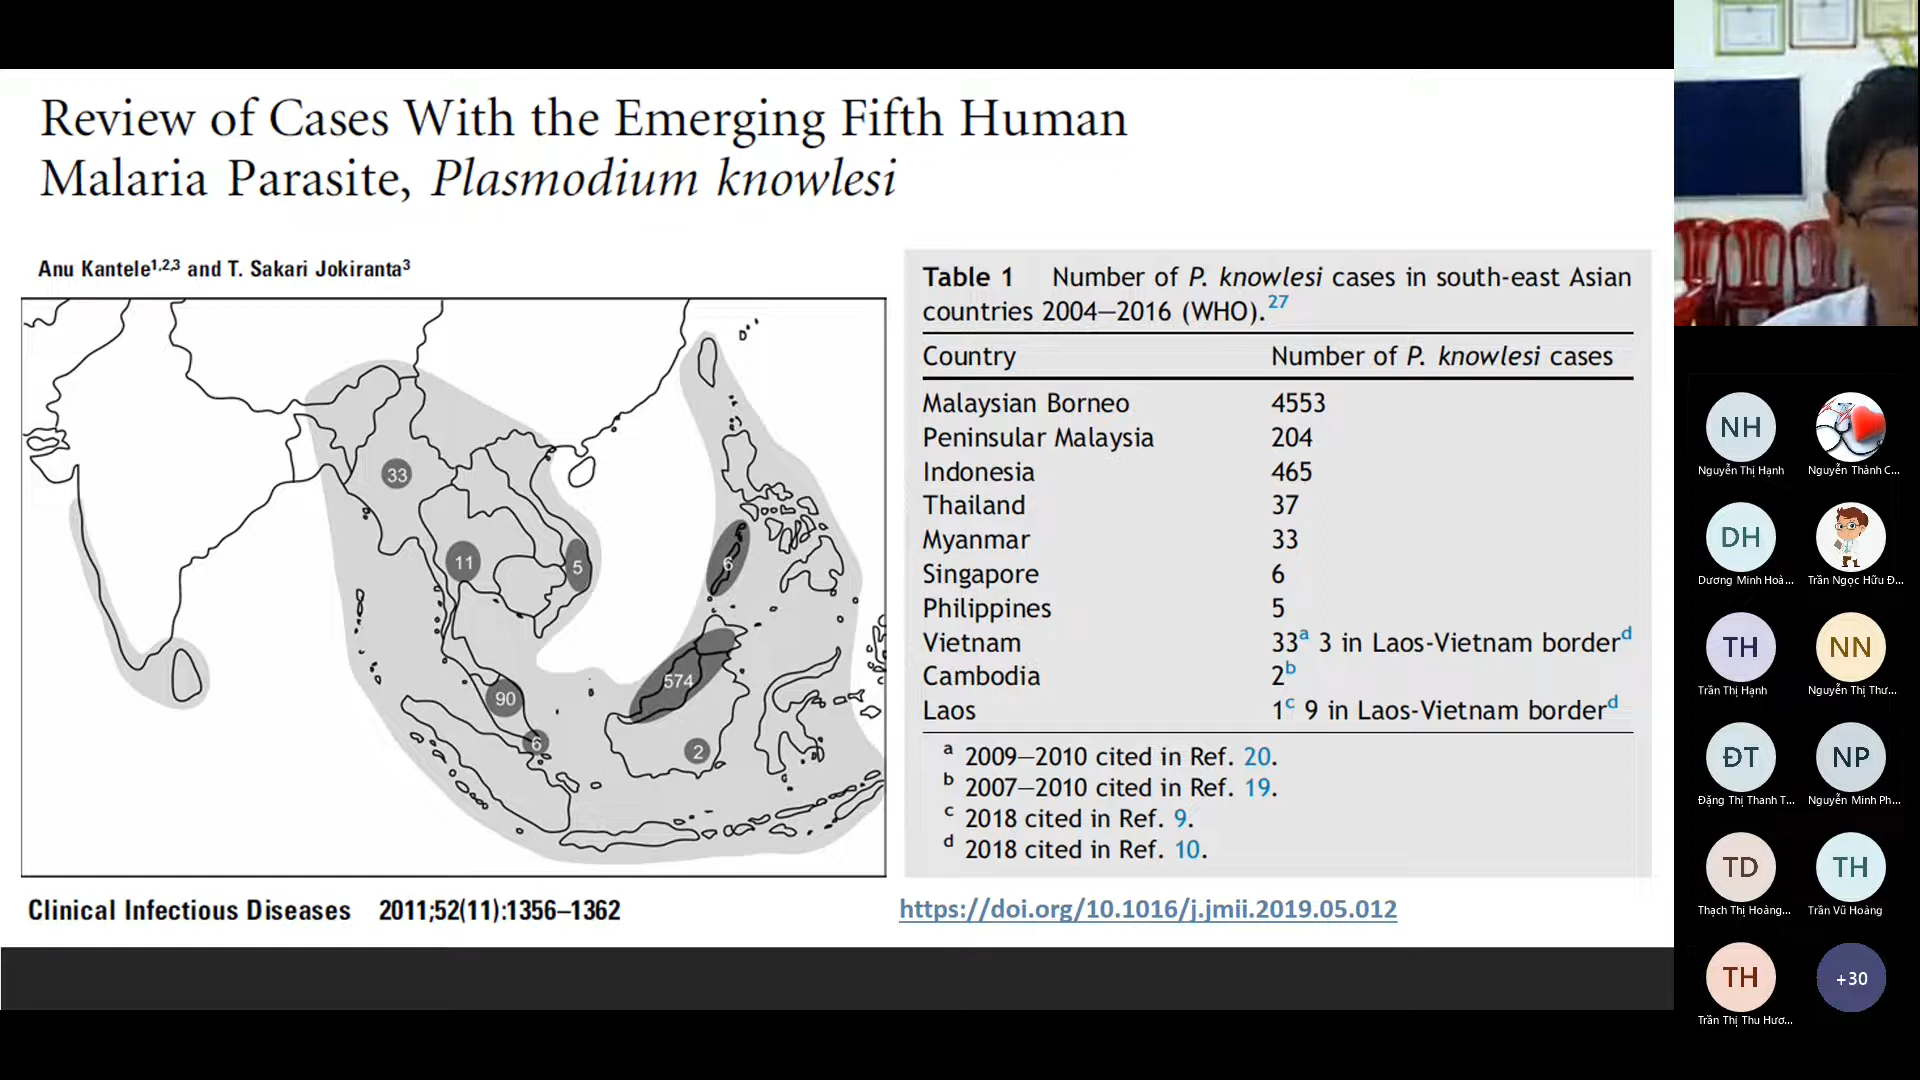 Review of Cases With the Emerging Fifth Human
Malaria Parasite, Plasmodium knowlesi
Anu Kantele1,2,3 and T. Sakari Jokiranta3
33
11
5
6
574
90
6
2
Clinical Infectious Diseases 2011;52(11):1356–1362
Table 1 Number of P. knowlesi cases in south-east Asian
countries 2004–2016 (WHO).27
Country Number of P. knowlesi cases
Malaysian Borneo 4553
Peninsular Malaysia 204
Indonesia 465
Thailand 37
Myanmar 33
Singapore 6
Philippines 5
Vietnam 33a 3 in Laos-Vietnam borderd
Cambodia 2b
Laos 1c 9 in Laos-Vietnam borderd
a 2009–2010 cited in Ref. 20.
b 2007–2010 cited in Ref. 19.
c 2018 cited in Ref. 9.
d 2018 cited in Ref. 10.
https://doi.org/10.1016/j.jmii.2019.05.012
NH
Nguyễn Thị Hạnh
Nguyễn Thành C...
DH
Dương Minh Hoà...
Trần Ngọc Hữu Đ...
TH
Trần Thị Hạnh
NN
Nguyễn Thị Thư...
ĐT
Đặng Thị Thanh T...
NP
Nguyễn Minh Ph...
TD
Thạch Thị Hoàng...
TH
Trần Vũ Hoàng
TH
Trần Thị Thu Hươ...
+30